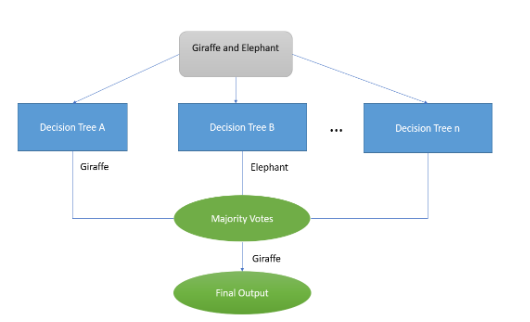 Giraffe and Elephant
Decision Tree A
Decision Tree B
...
Decision Tree n
Giraffe
Elephant
Majority Votes
Giraffe
Final Output